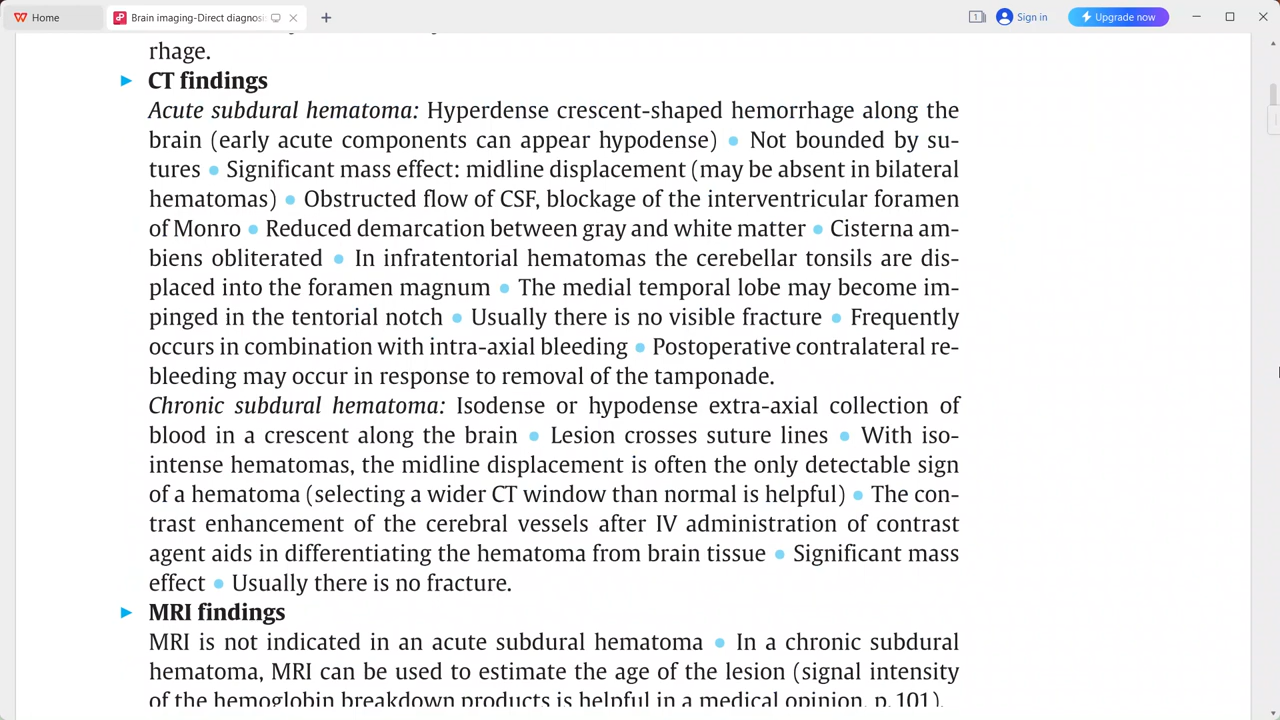 Home
Brain imaging-Direct diagnosi
Sign in
Upgrade now
rhage.
► CT findings
Acute subdural hematoma: Hyperdense crescent-shaped hemorrhage along the
brain (early acute components can appear hypodense) • Not bounded by su-
tures • Significant mass effect: midline displacement (may be absent in bilateral
hematomas) • Obstructed flow of CSF, blockage of the interventricular foramen
of Monro • Reduced demarcation between gray and white matter • Cisterna am-
biens obliterated • In infratentorial hematomas the cerebellar tonsils are dis-
placed into the foramen magnum • The medial temporal lobe may become im-
pinged in the tentorial notch • Usually there is no visible fracture • Frequently
occurs in combination with intra-axial bleeding • Postoperative contralateral re-
bleeding may occur in response to removal of the tamponade.
Chronic subdural hematoma: Isodense or hypodense extra-axial collection of
blood in a crescent along the brain • Lesion crosses suture lines • With iso-
intense hematomas, the midline displacement is often the only detectable sign
of a hematoma (selecting a wider CT window than normal is helpful) • The con-
trast enhancement of the cerebral vessels after IV administration of contrast
agent aids in differentiating the hematoma from brain tissue • Significant mass
effect • Usually there is no fracture.
► MRI findings
MRI is not indicated in an acute subdural hematoma • In a chronic subdural
hematoma, MRI can be used to estimate the age of the lesion (signal intensity
of the hemoglobin breakdown products is helpful in a medical opinion, p. 101).